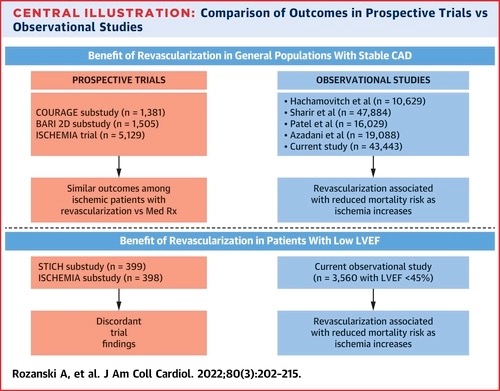 CENTRAL ILLUSTRATION: Comparison of Outcomes in Prospective Trials vs
Observational Studies
Benefit of Revascularization in General Populations With Stable CAD
PROSPECTIVE TRIALS
COURAGE substudy (n = 1,381)
BARI 2D substudy (n = 1,505)
ISCHEMIA trial (n = 5,129)
Similar outcomes among
ischemic patients with
revascularization vs Med Rx
OBSERVATIONAL STUDIES
• Hachamovitch et al (n = 10,629)
• Sharir et al (n = 47,884)
• Patel et al (n = 16,029)
• Azadani et al (n = 19,088)
• Current study (n = 43,443)
Revascularization associated
with reduced mortality risk as
ischemia increases
Benefit of Revascularization in Patients With Low LVEF
STICH substudy (n = 399)
ISCHEMIA substudy (n = 398)
Discordant
trial
findings
Current observational study
(n = 3,560 with LVEF <45%)
Revascularization associated
with reduced mortality risk as
ischemia increases
Rozanski A, et al. J Am Coll Cardiol. 2022;80(3):202–215.